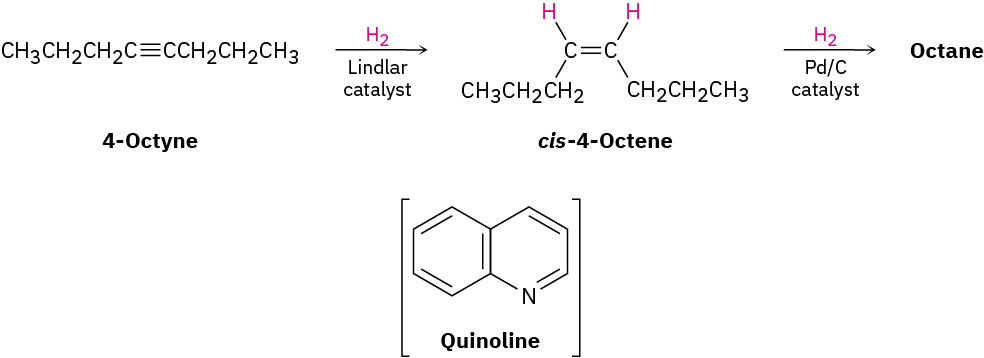 H H
CH3CH2CH2C≡CCH2CH2CH3 H2 C=C H2 Octane
Lindlar Pd/C
catalyst CH3CH2CH2 CH2CH2CH3 catalyst
4-Octyne cis-4-Octene
N
Quinoline